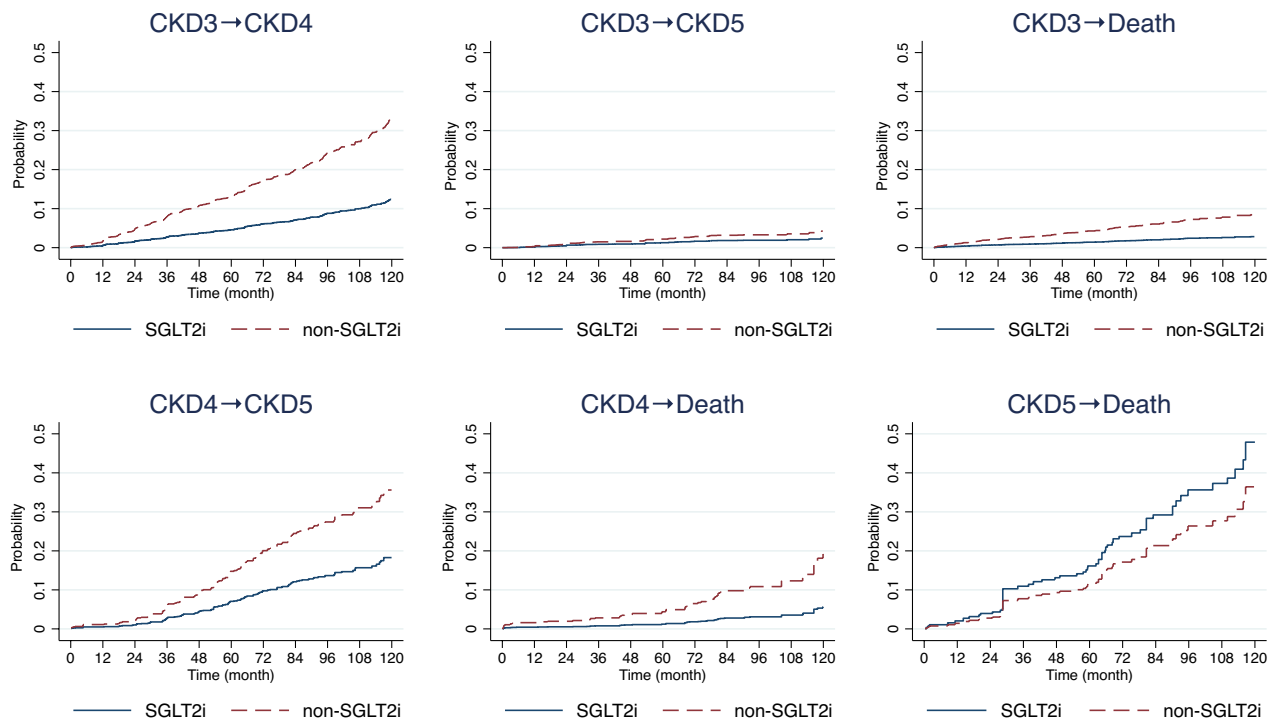 CKD3→CKD4
Probability
0.5
0.4
0.3
0.2
0.1
0
0 12 24 36 48 60 72 84 96 108 120
Time (month)
SGLT2i non-SGLT2i
CKD3→CKD5
Probability
0.5
0.4
0.3
0.2
0.1
0
0 12 24 36 48 60 72 84 96 108 120
Time (month)
SGLT2i non-SGLT2i
CKD3→Death
Probability
0.5
0.4
0.3
0.2
0.1
0
0 12 24 36 48 60 72 84 96 108 120
Time (month)
SGLT2i non-SGLT2i
CKD4→CKD5
Probability
0.5
0.4
0.3
0.2
0.1
0
0 12 24 36 48 60 72 84 96 108 120
Time (month)
SGLT2i non-SGLT2i
CKD4→Death
Probability
0.5
0.4
0.3
0.2
0.1
0
0 12 24 36 48 60 72 84 96 108 120
Time (month)
SGLT2i non-SGLT2i
CKD5→Death
Probability
0.5
0.4
0.3
0.2
0.1
0
0 12 24 36 48 60 72 84 96 108 120
Time (month)
SGLT2i non-SGLT2i